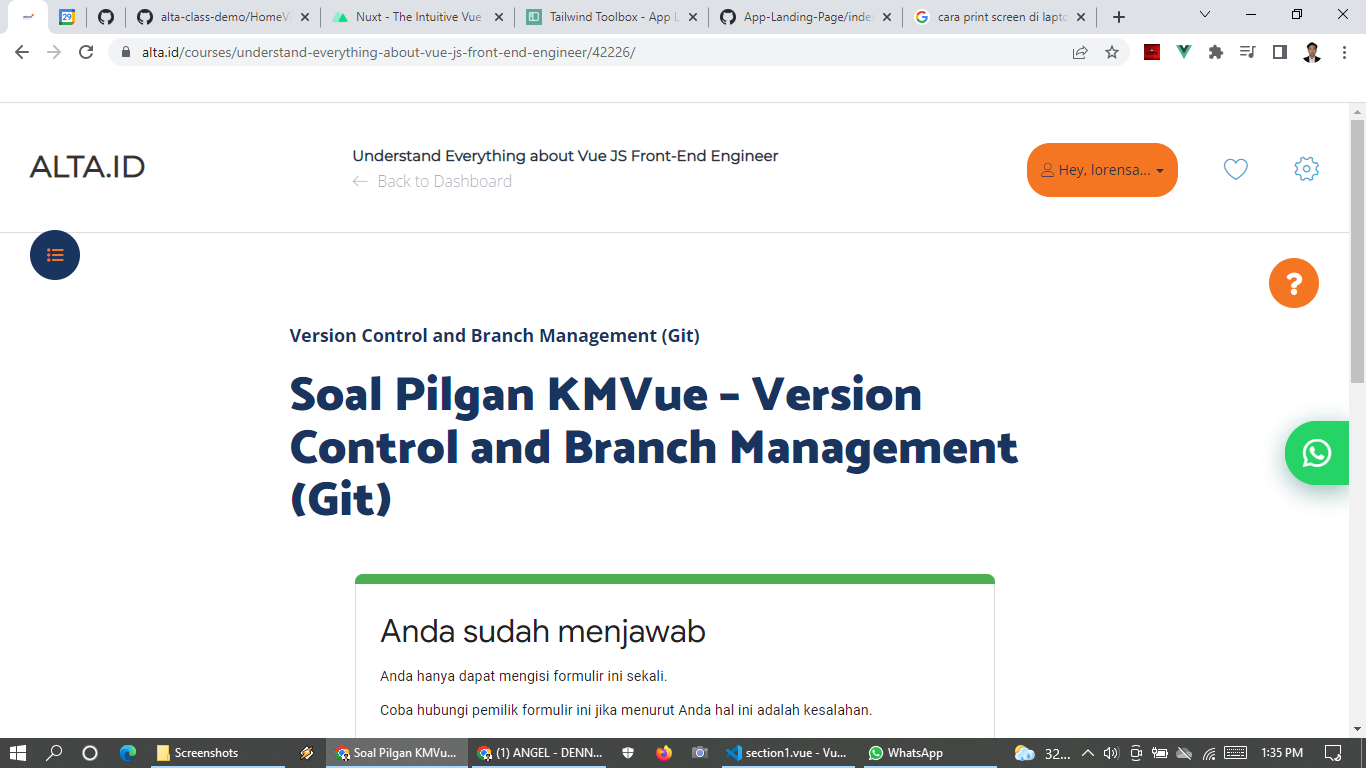 29
alta-class-demo/HomeVi
Nuxt - The Intuitive Vue
Tailwind Toolbox - App L
App-Landing-Page/inde
cara print screen di lapto
alta.id/courses/understand-everything-about-vue-js-front-end-engineer/42226/
ALTA.ID
Understand Everything about Vue JS Front-End Engineer
Back to Dashboard
Hey, lorensa...
?
Version Control and Branch Management (Git)
Soal Pilgan KMVue – Version
Control and Branch Management
(Git)
Anda sudah menjawab
Anda hanya dapat mengisi formulir ini sekali.
Coba hubungi pemilik formulir ini jika menurut Anda hal ini adalah kesalahan.
Screenshots
Soal Pilgan KMVu...
(1) ANGEL - DENN...
section1.vue - Vu...
WhatsApp
32...
1:35 PM